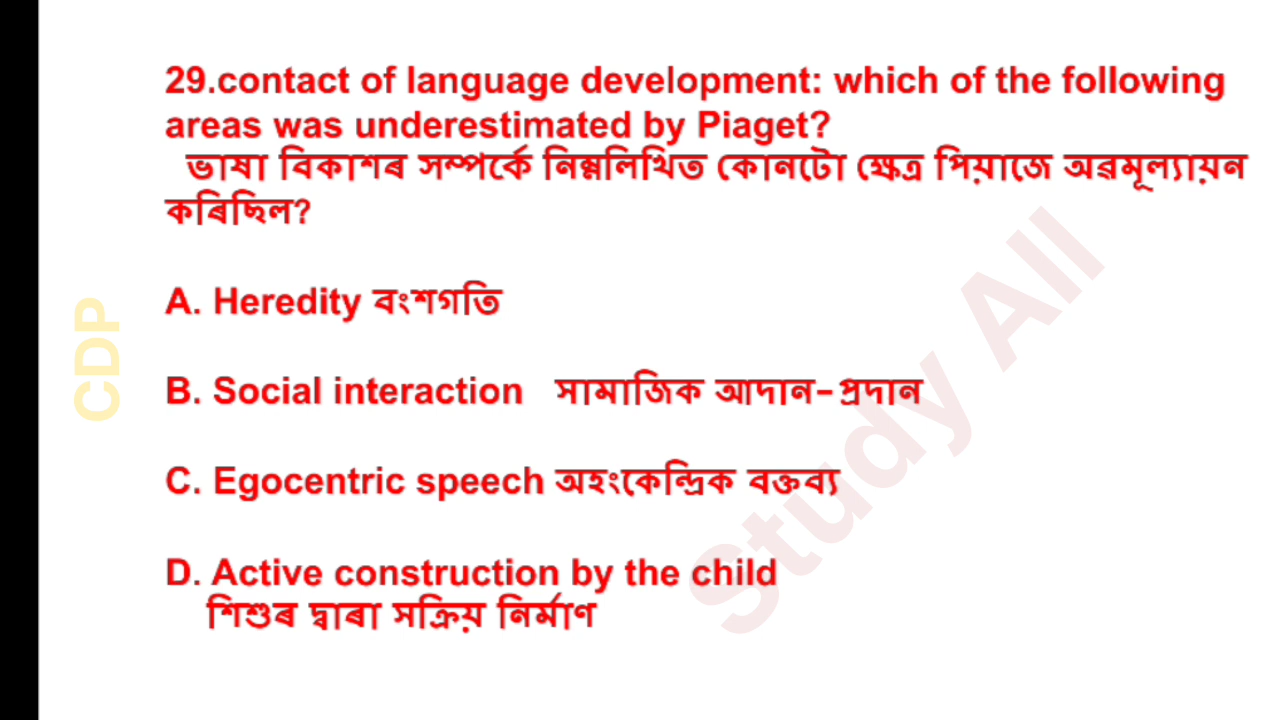 29.contact of language development: which of the following
areas was underestimated by Piaget?
ভাষা বিকাশৰ সম্পৰ্কে নিম্নলিখিত কোনটো ক্ষেত্ৰ পিয়াজে অৱমূল্যায়ন
কৰিছিল?
A. Heredity বংশগতি
B. Social interaction সামাজিক আদান-প্ৰদান
C. Egocentric speech অহংকেন্দ্ৰিক বক্তব্য
D. Active construction by the child
শিশুৰ দ্বাৰা সক্ৰিয় নিৰ্মাণ
CDP
Study All